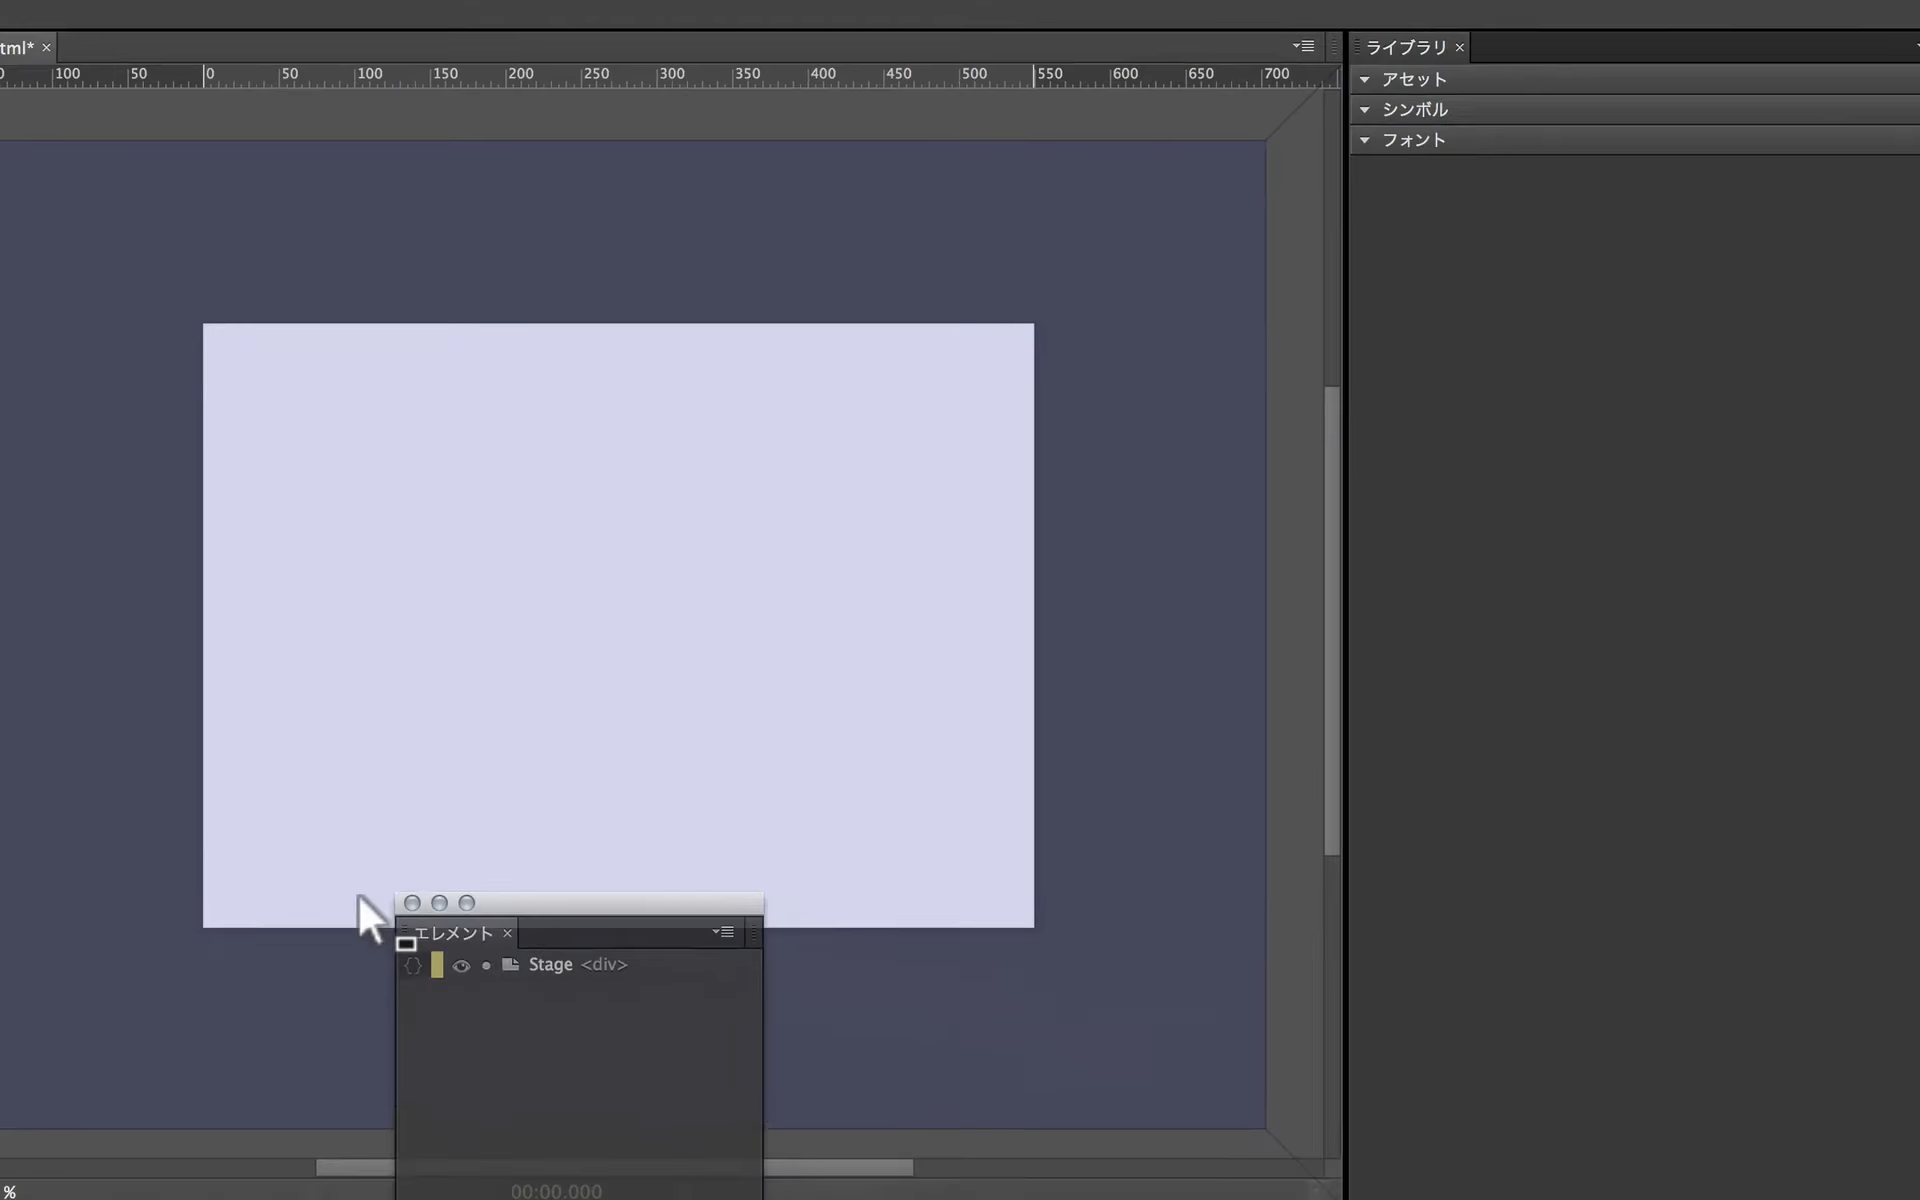 tml* ×
0 100 50 0 50 100 150 200 250 300 350 400 450 500 550 600 650 700
ライブラリ ×
アセット
シンボル
フォント
エレメント ×
{} Stage <div>
%
00:00.000